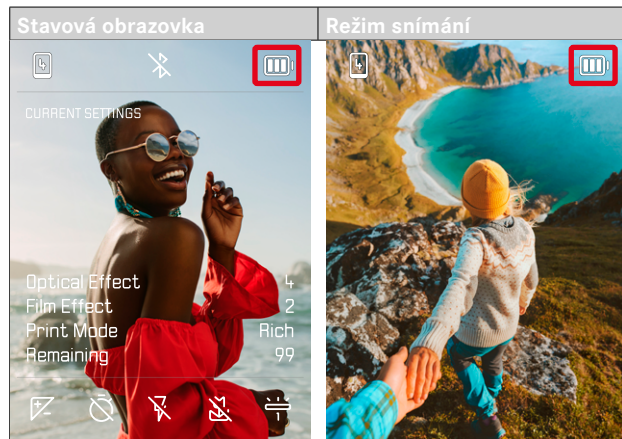 Stavová obrazovka
Režim snímání
CURRENT SETTINGS
Optical Effect 4
Film Effect 2
Print Mode Rich
Remaining 99